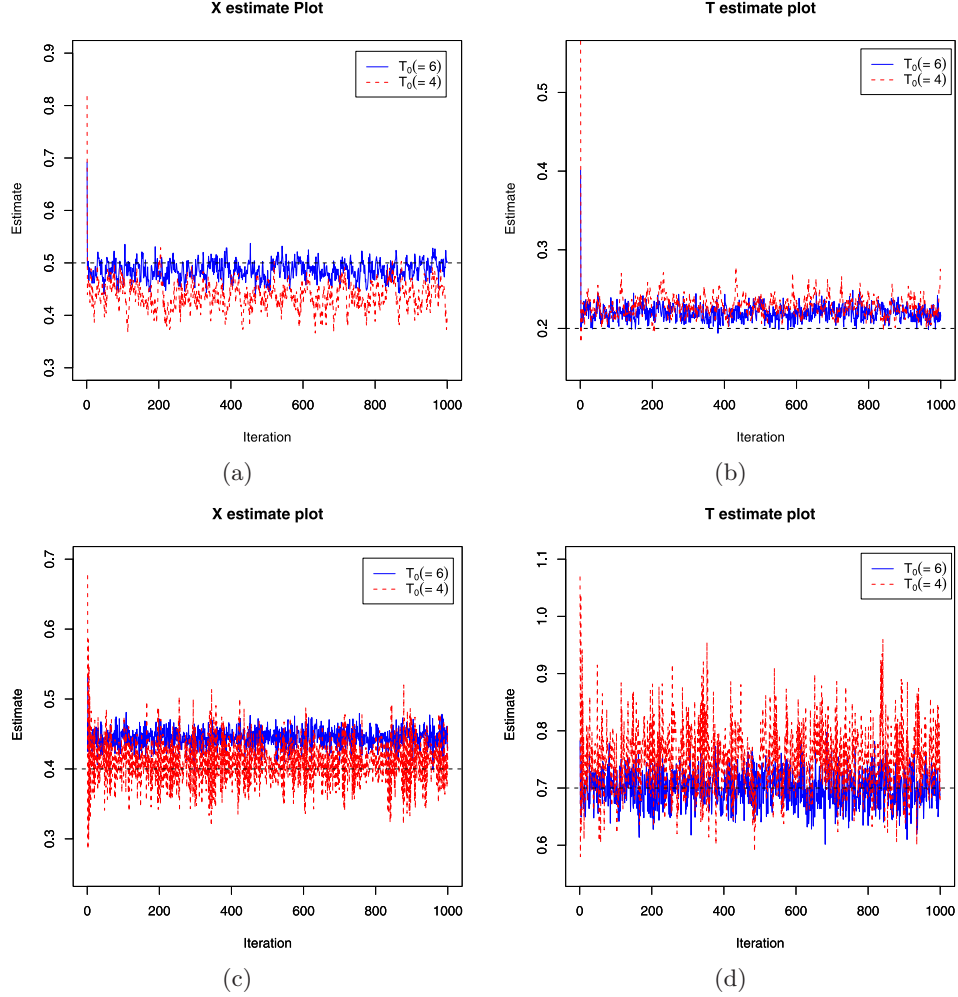 X estimate Plot
Estimate
0.3 0.4 0.5 0.6 0.7 0.8 0.9
T₀(= 6)
T₀(= 4)
0 200 400 600 800 1000
Iteration
(a)
T estimate plot
Estimate
0.2 0.3 0.4 0.5
T₀(= 6)
T₀(= 4)
0 200 400 600 800 1000
Iteration
(b)
X estimate plot
Estimate
0.3 0.4 0.5 0.6 0.7
T₀(= 6)
T₀(= 4)
0 200 400 600 800 1000
Iteration
(c)
T estimate plot
Estimate
0.6 0.7 0.8 0.9 1.0 1.1
T₀(= 6)
T₀(= 4)
0 200 400 600 800 1000
Iteration
(d)